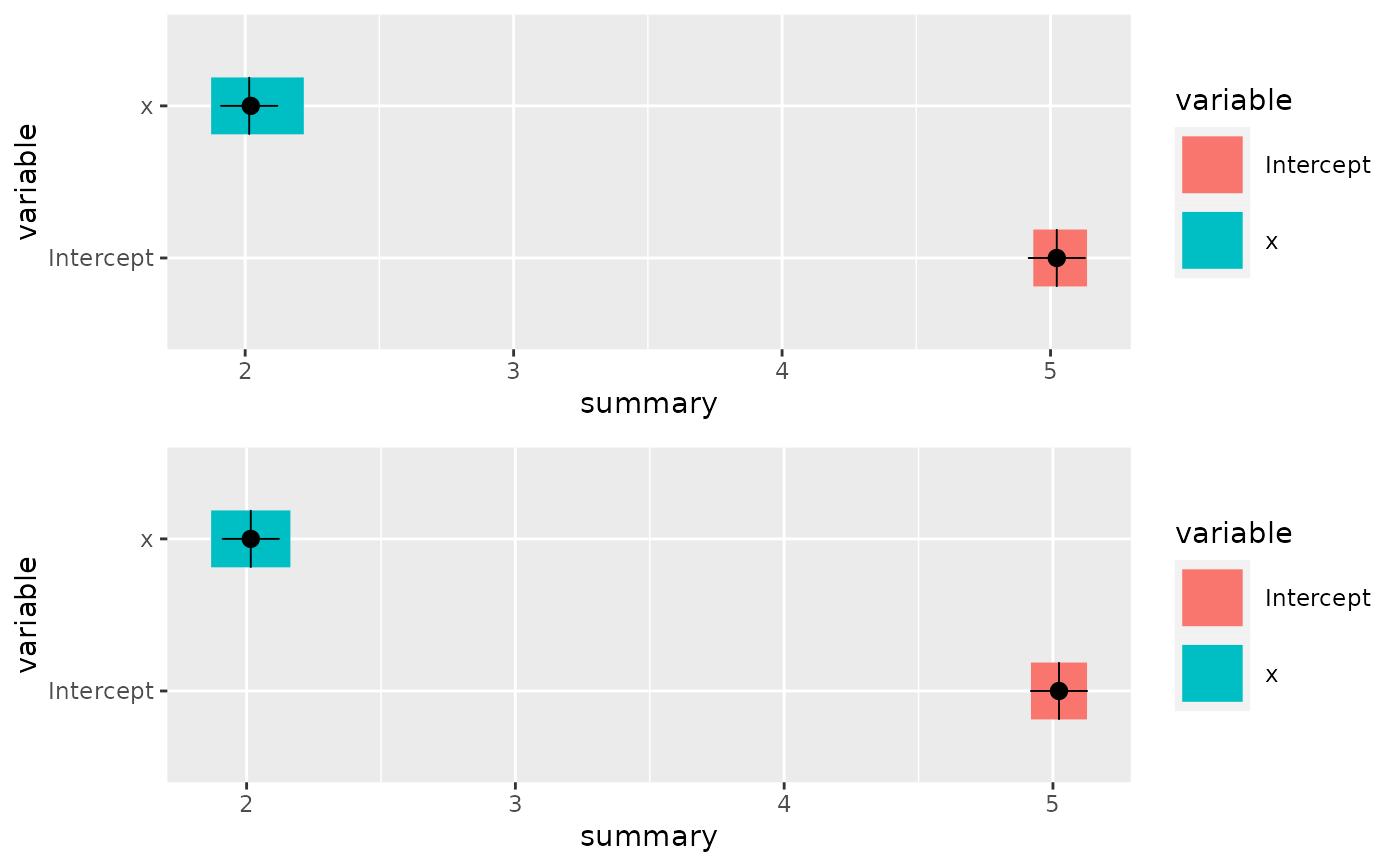 variable
x
Intercept
2 3 4 5
summary
variable
Intercept
x
variable
x
Intercept
2 3 4 5
summary
variable
Intercept
x